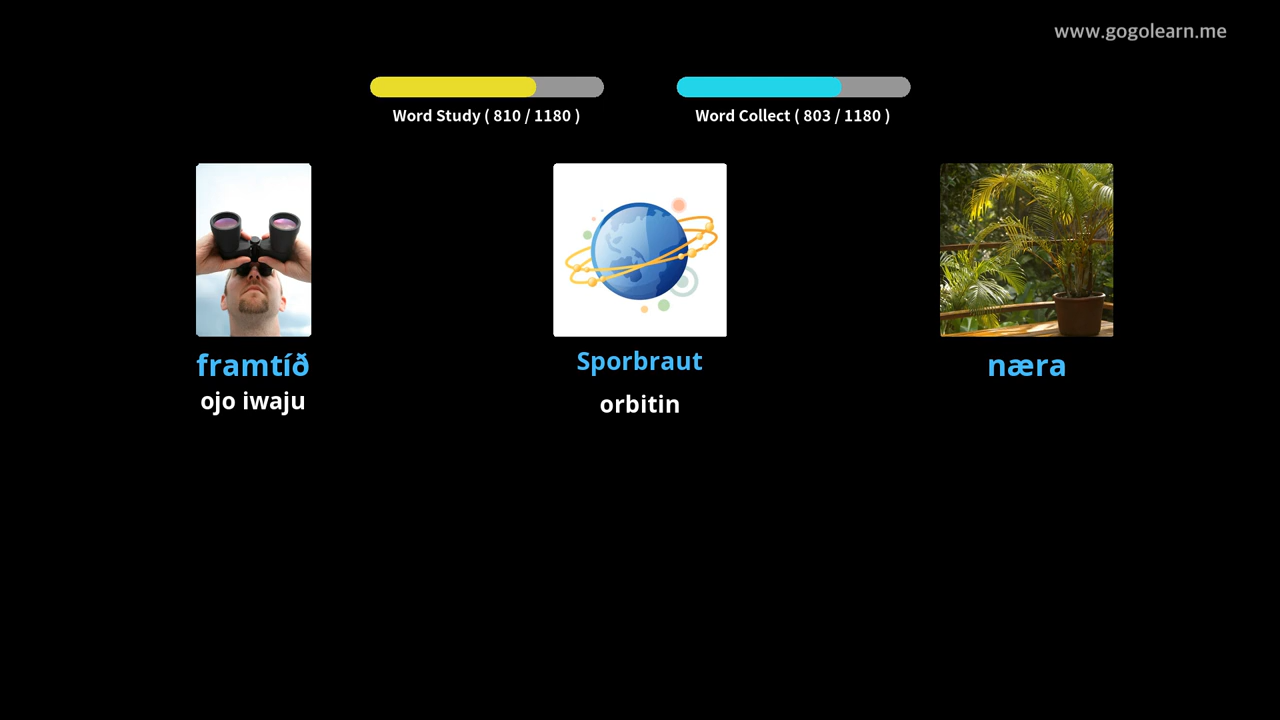 www.gogolearn.me
Word Study ( 810 / 1180 )
Word Collect ( 803 / 1180 )
framtíð
ojo iwaju
Sporbraut
orbitin
næra